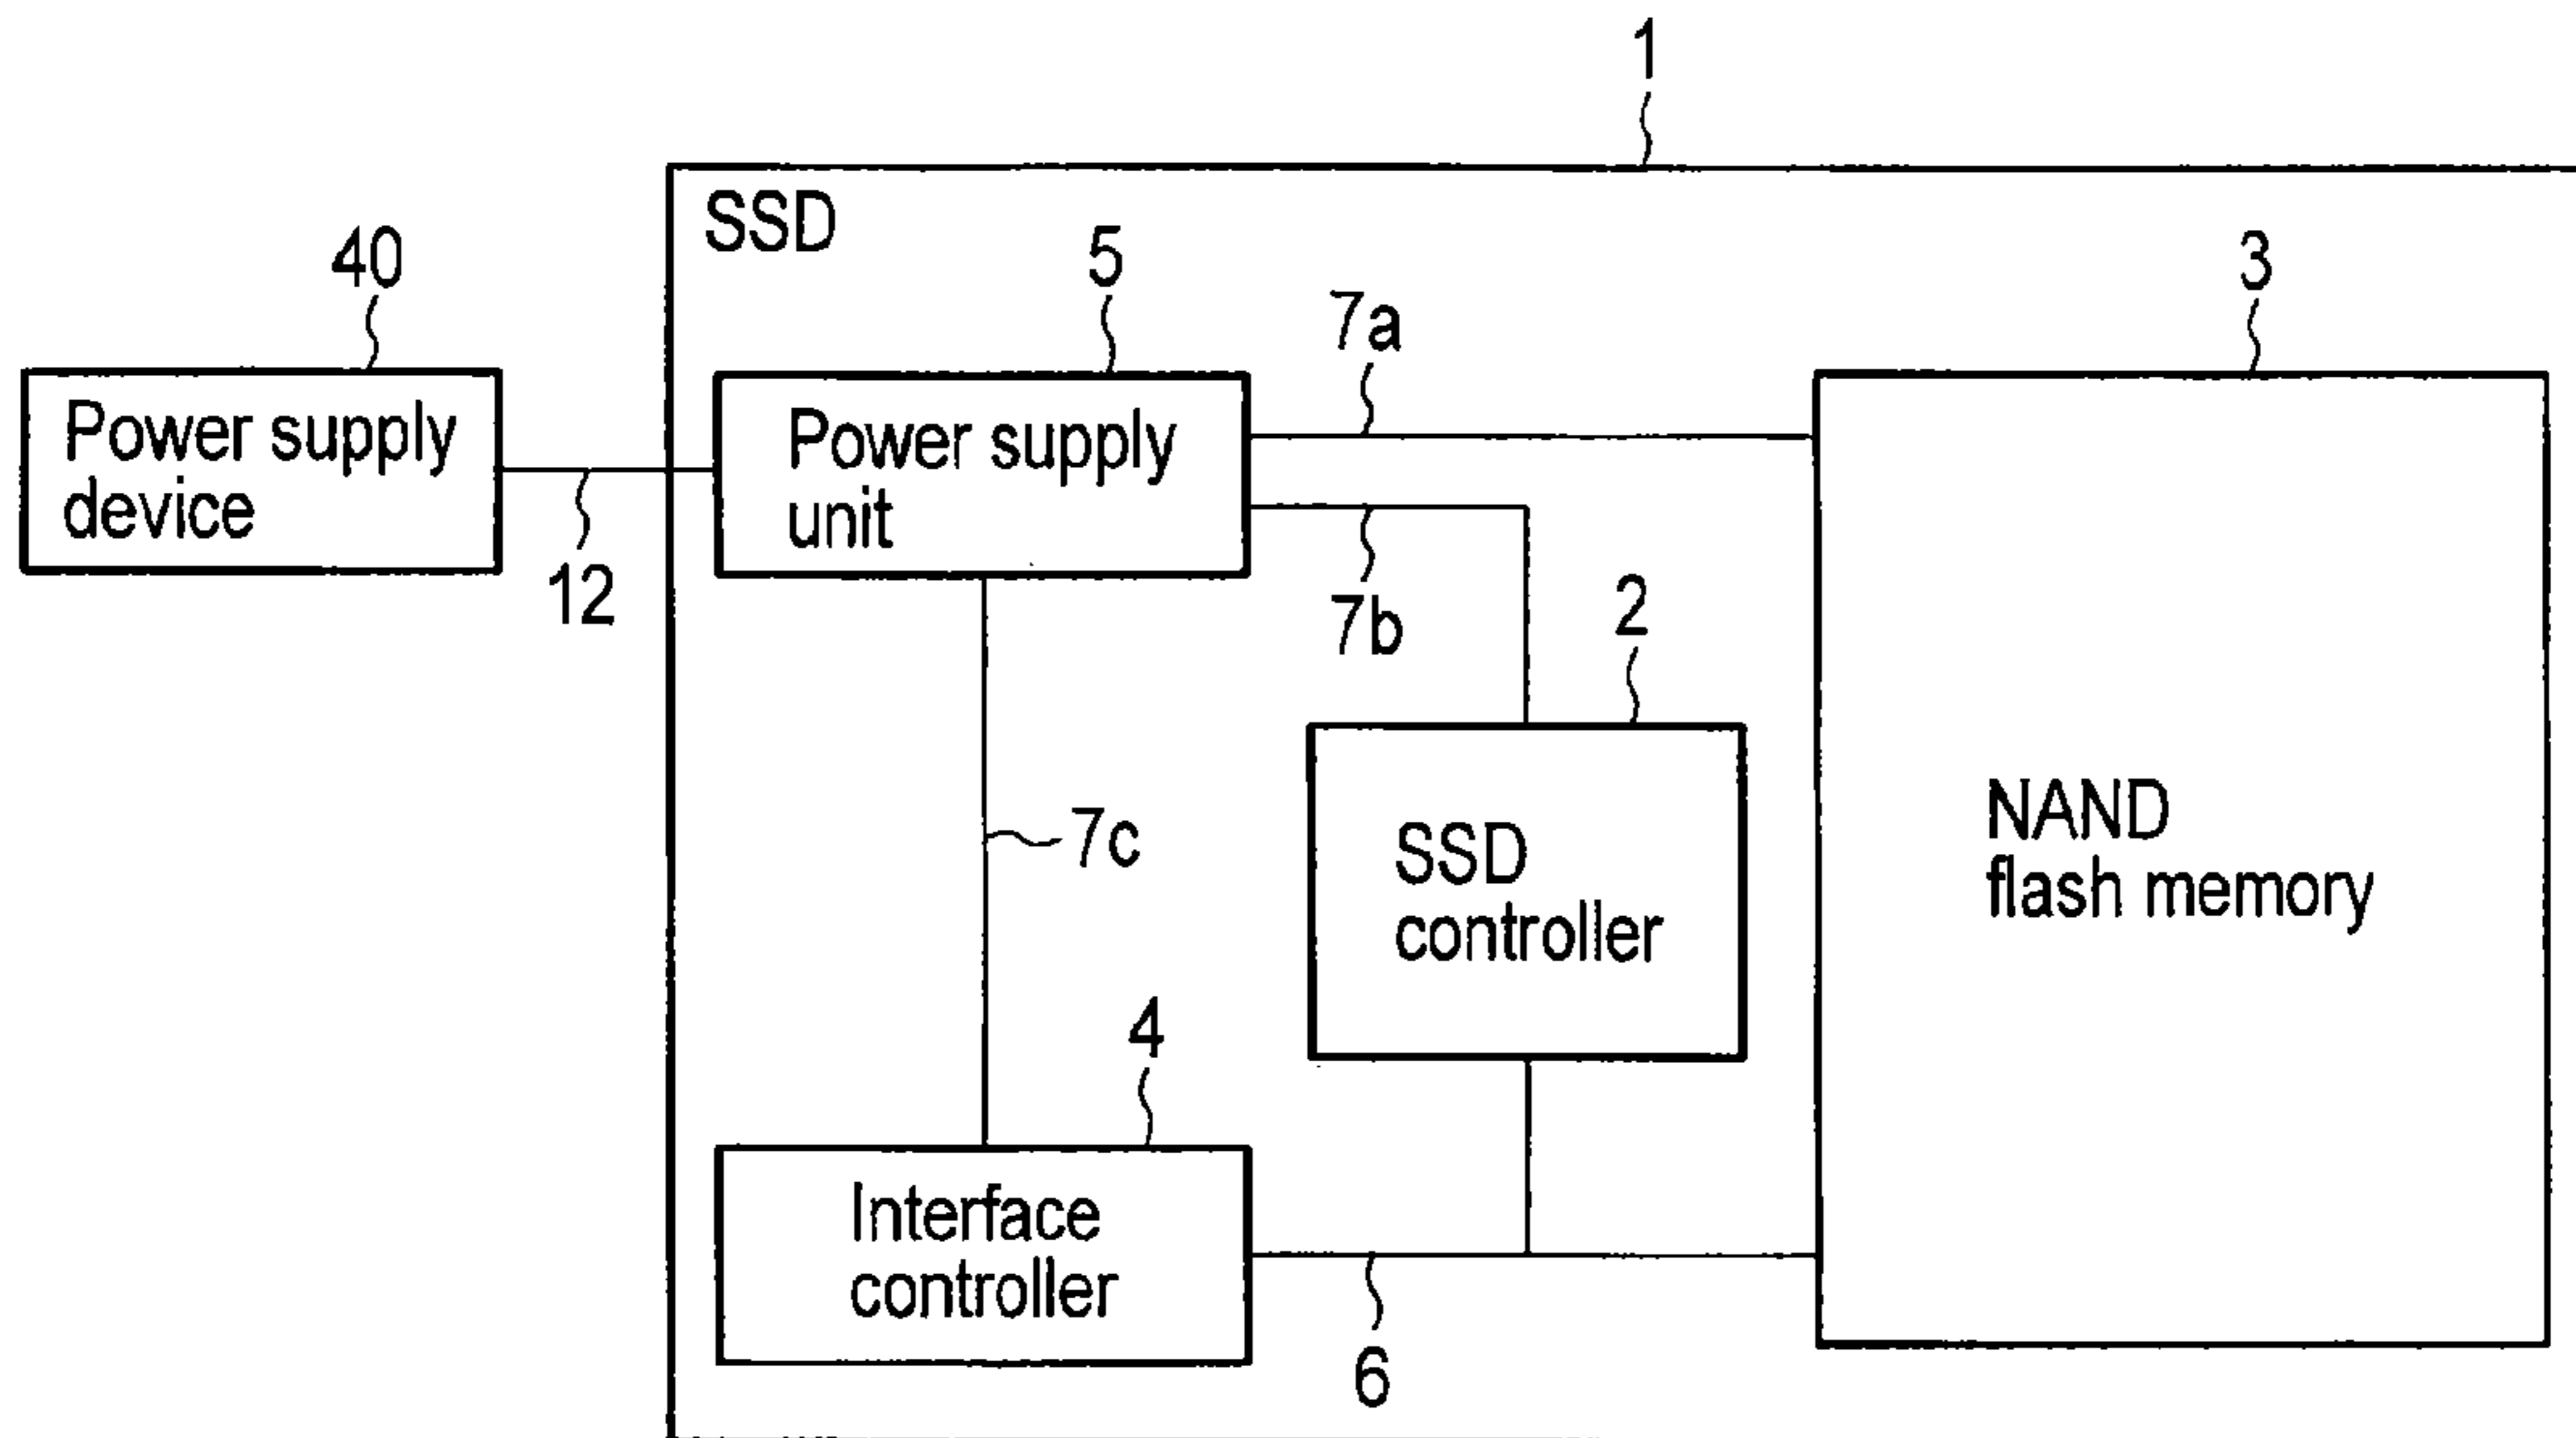 1
SSD
40
5
7a
3
Power supply
device
Power supply
unit
12
7b
2
7c
SSD
controller
NAND
flash memory
4
Interface
controller
6